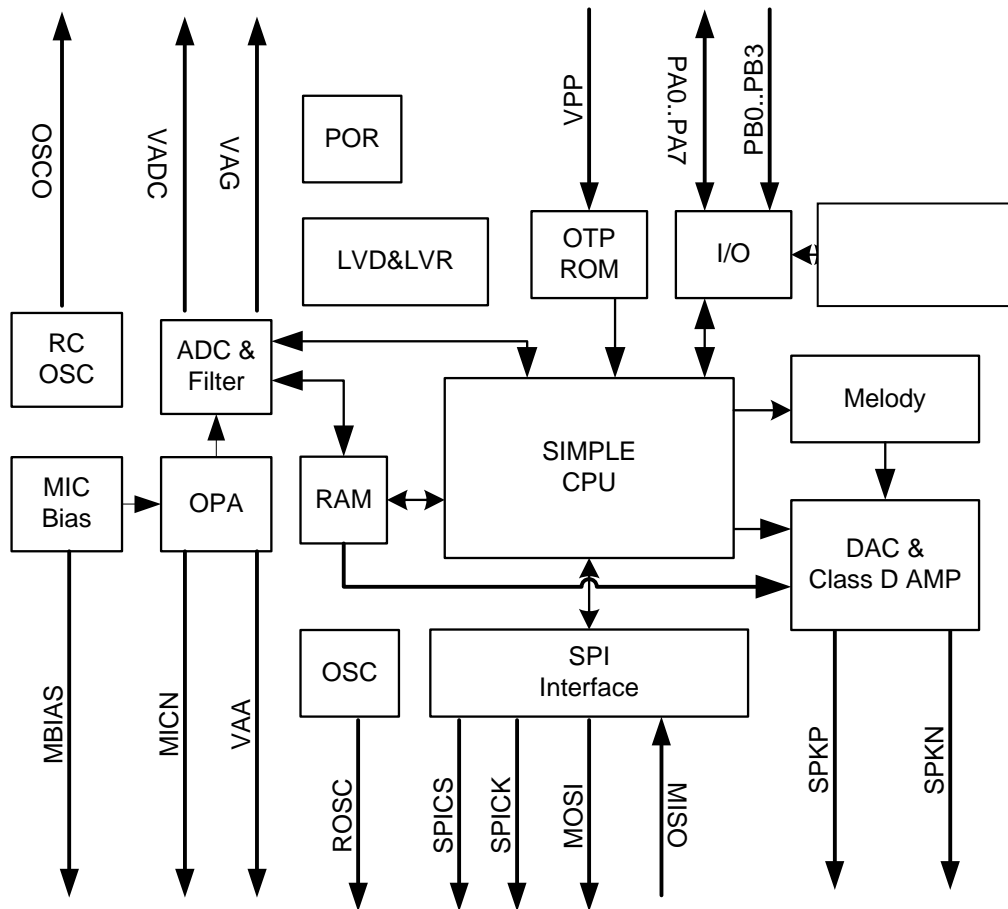 OSCO
VADC
VAG
POR
VPP
PA0...PA7
PB0..PB3
LVD&LVR
OTP
ROM
I/O
RC
OSC
ADC &
Filter
SIMPLE
CPU
Melody
MIC
Bias
OPA
RAM
DAC &
Class D AMP
OSC
SPI
Interface
MBIAS
MICN
VAA
ROSC
SPICS
SPICK
MOSI
MISO
SPKP
SPKN